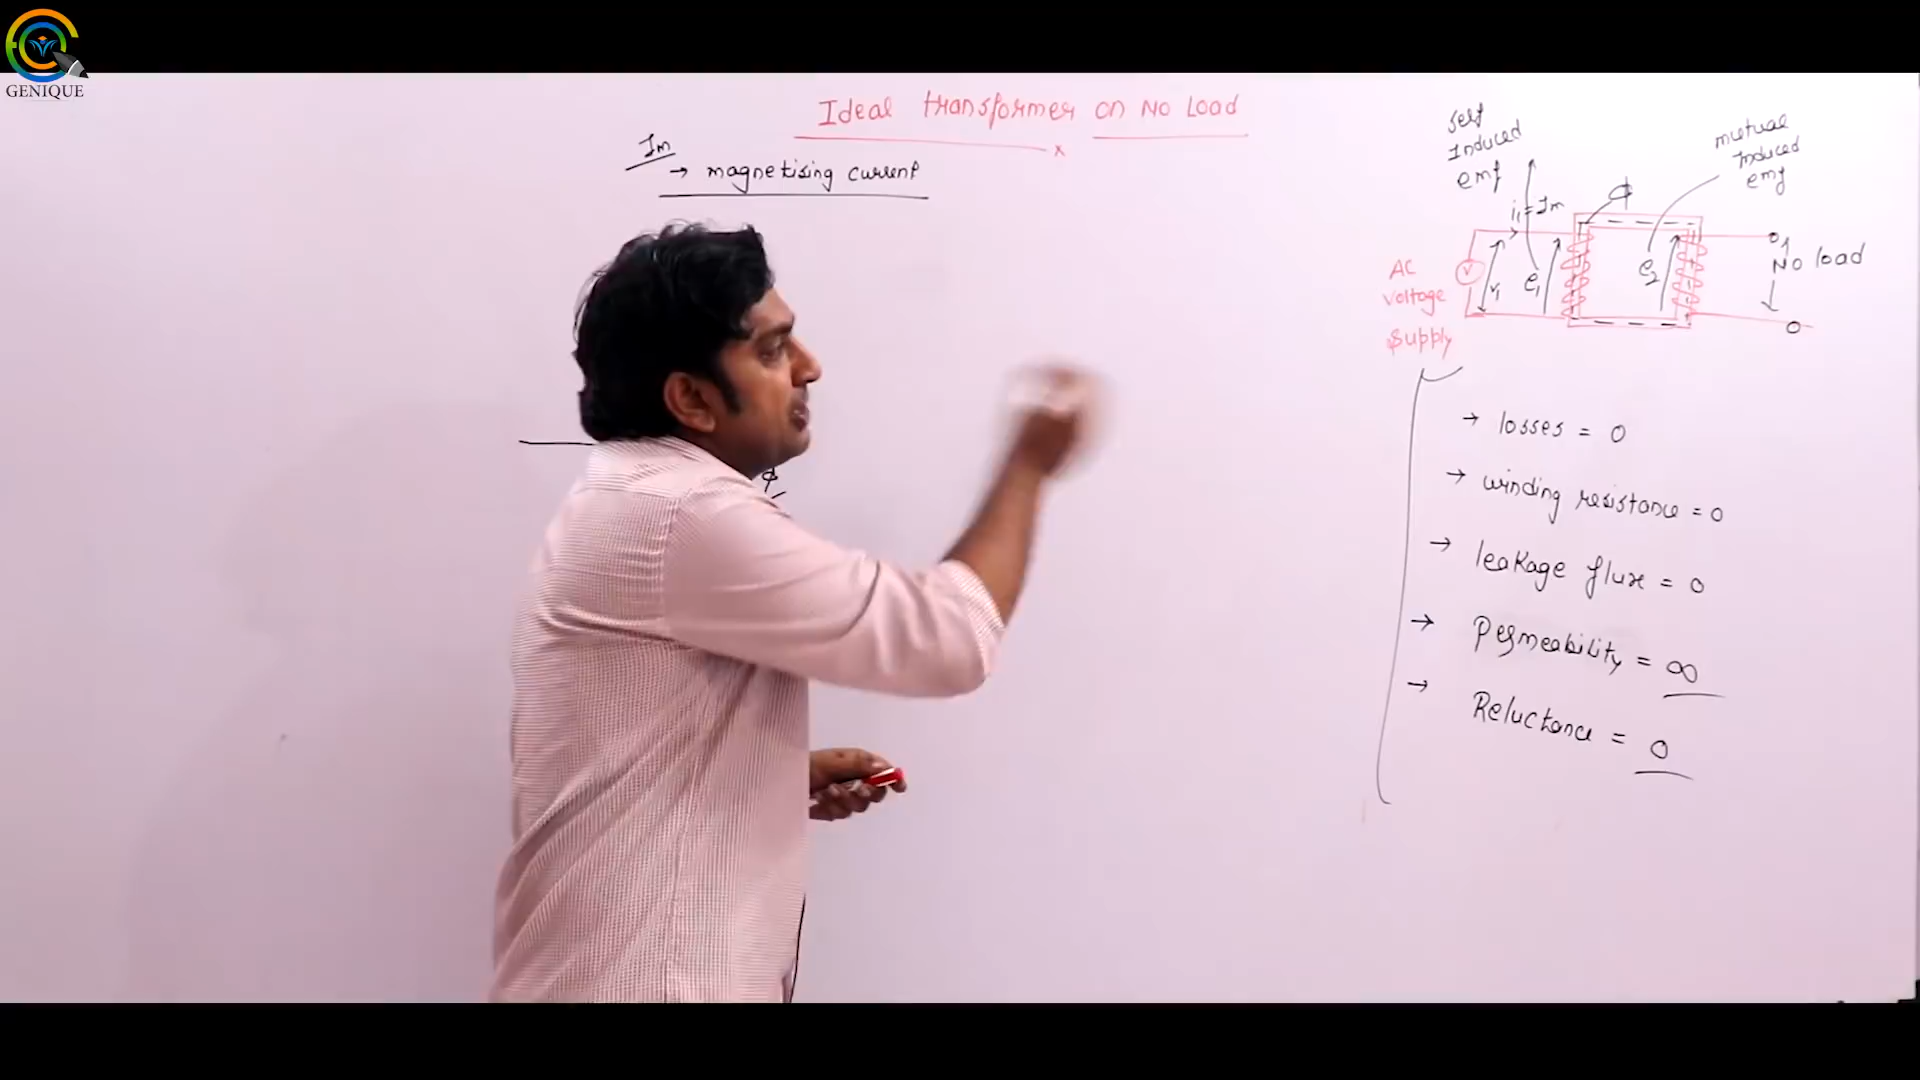 GENIQUE
Ideal transformer on No Load
Im
→ magnetising current
ϕ
Self
Induced
emf
mutual
Induced
emf
i1 = Im
ϕ
AC
Voltage
Supply
V
v1
e1
e2
No load
→ losses = 0
→ winding resistance = 0
→ leakage flux = 0
→ Permeability = ∞
→ Reluctance = 0